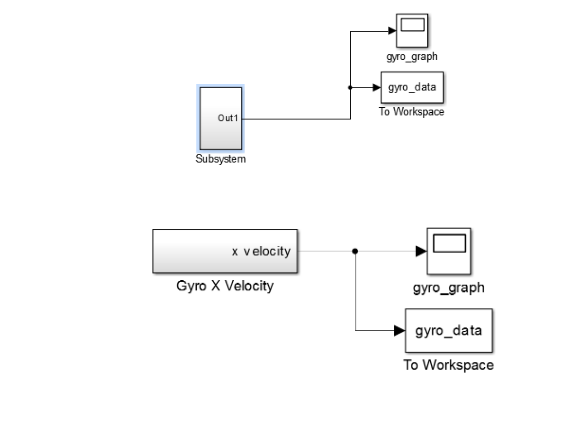 gyro_graph
gyro_data
To Workspace
Out1
Subsystem
x velocity
Gyro X Velocity
gyro_graph
gyro_data
To Workspace